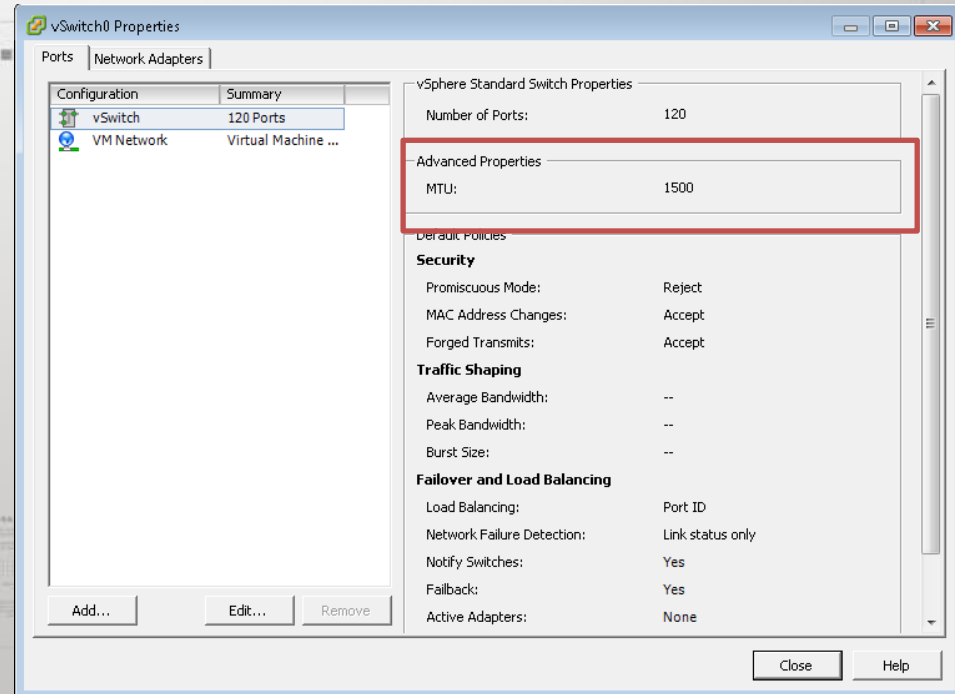 vSwitch0 Properties
Ports Network Adapters
Configuration Summary
vSwitch 120 Ports
VM Network Virtual Machine ...
vSphere Standard Switch Properties
Number of Ports: 120
Advanced Properties
MTU: 1500
Default Policies
Security
Promiscuous Mode: Reject
MAC Address Changes: Accept
Forged Transmits: Accept
Traffic Shaping
Average Bandwidth: --
Peak Bandwidth: --
Burst Size: --
Failover and Load Balancing
Load Balancing: Port ID
Network Failure Detection: Link status only
Notify Switches: Yes
Failback: Yes
Active Adapters: None
Add... Edit... Remove
Close Help